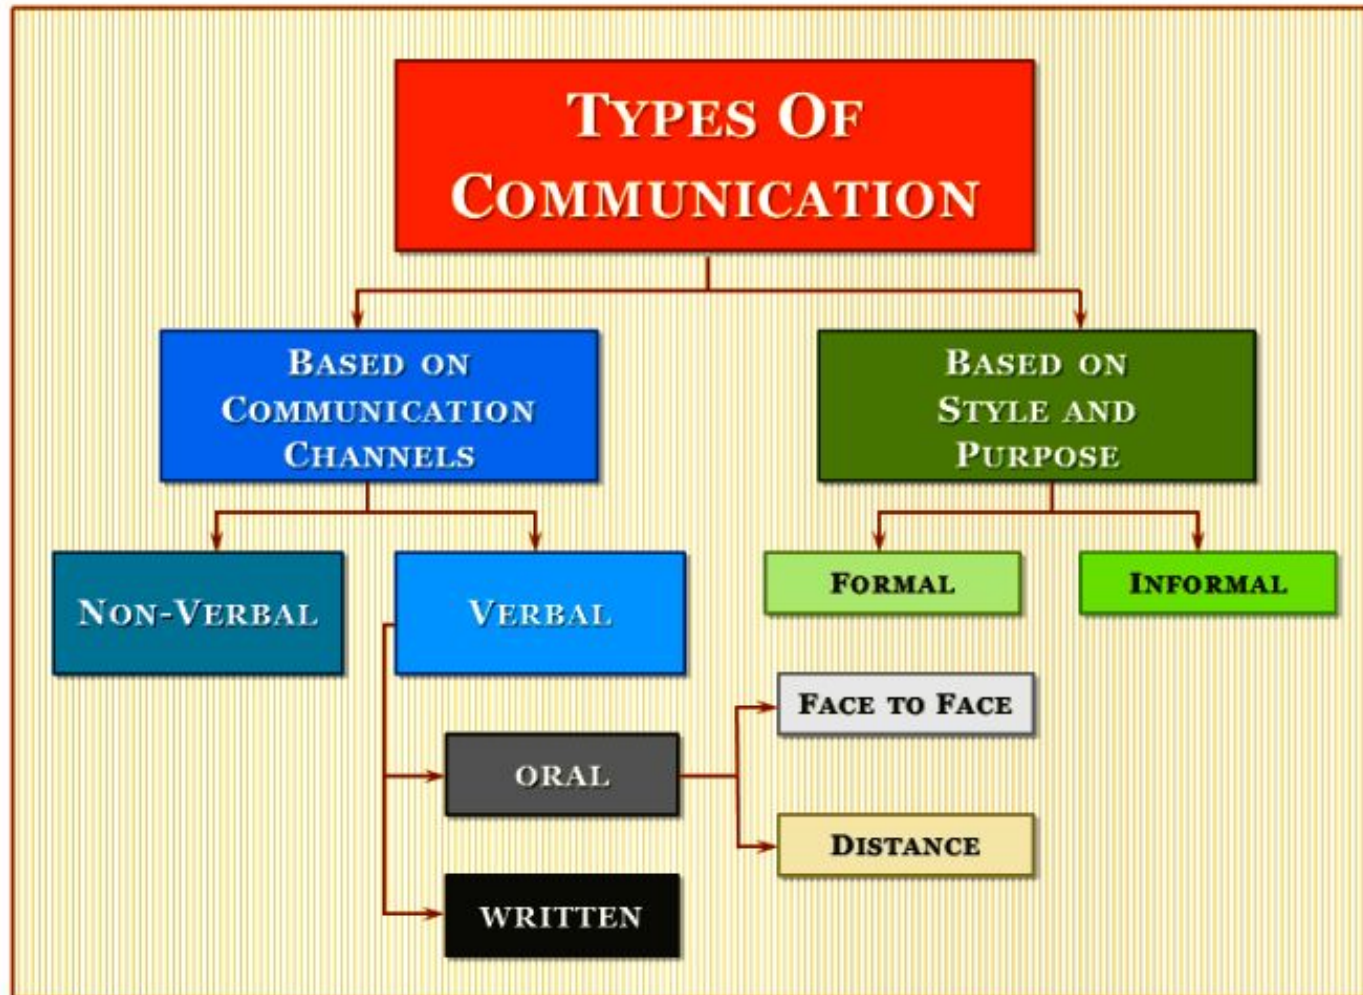 TYPES OF
COMMUNICATION
BASED ON
COMMUNICATION
CHANNELS
BASED ON
STYLE AND
PURPOSE
NON-VERBAL
VERBAL
FORMAL
INFORMAL
FACE TO FACE
ORAL
DISTANCE
WRITTEN